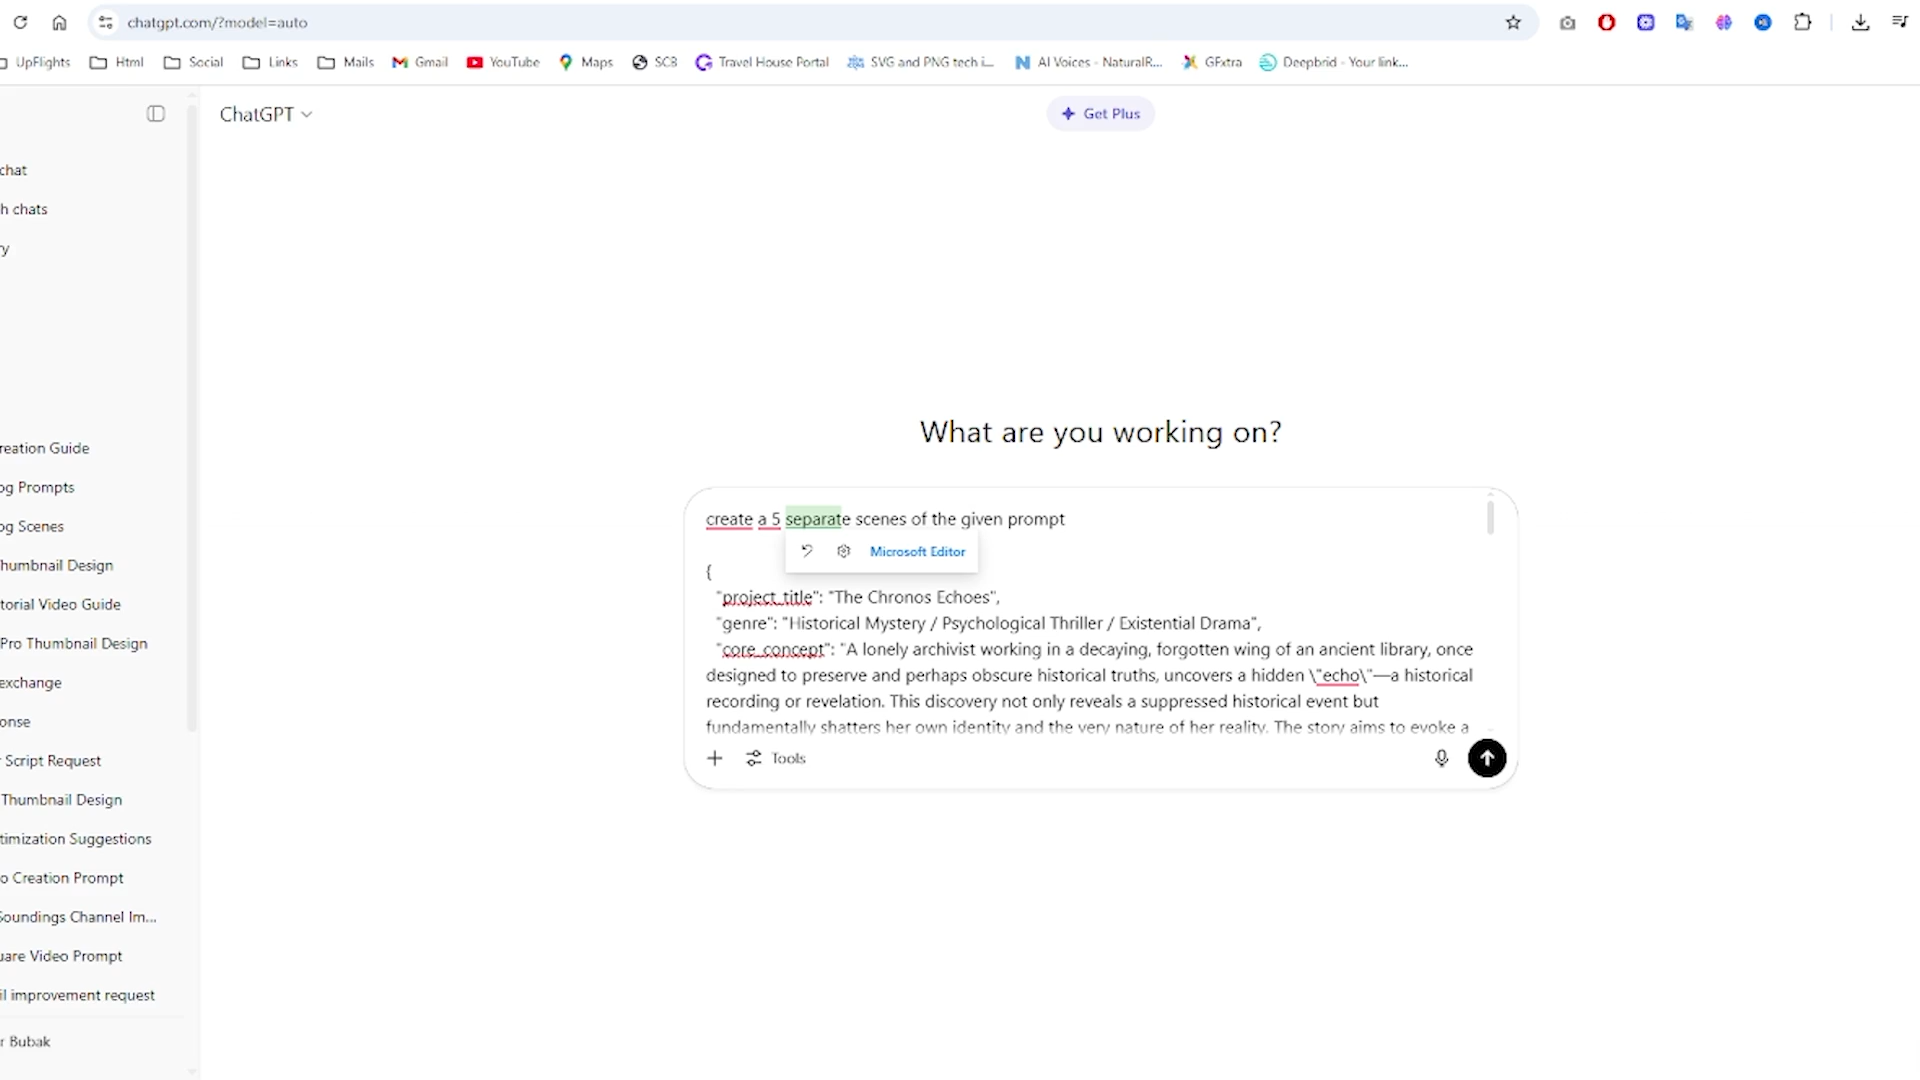 chatgpt.com/?model=auto
UpFlights Html Social Links Mails Gmail YouTube Maps SCB Travel House Portal SVG and PNG tech i... AI Voices - NaturalR... GFxtra Deepbrid - Your link...
ChatGPT
Get Plus
chat
h chats
ry
reation Guide
og Prompts
og Scenes
humbnail Design
torial Video Guide
Pro Thumbnail Design
exchange
onse
r Script Request
Thumbnail Design
timization Suggestions
o Creation Prompt
Soundings Channel Im...
uare Video Prompt
il improvement request
r Bubak
What are you working on?
create a 5 separate scenes of the given prompt
Microsoft Editor
{
"project_title": "The Chronos Echoes",
"genre": "Historical Mystery / Psychological Thriller / Existential Drama",
"core_concept": "A lonely archivist working in a decaying, forgotten wing of an ancient library, once
designed to preserve and perhaps obscure historical truths, uncovers a hidden \"echo\"—a historical
recording or revelation. This discovery not only reveals a suppressed historical event but
fundamentally shatters her own identity and the very nature of her reality. The story aims to evoke a
Tools